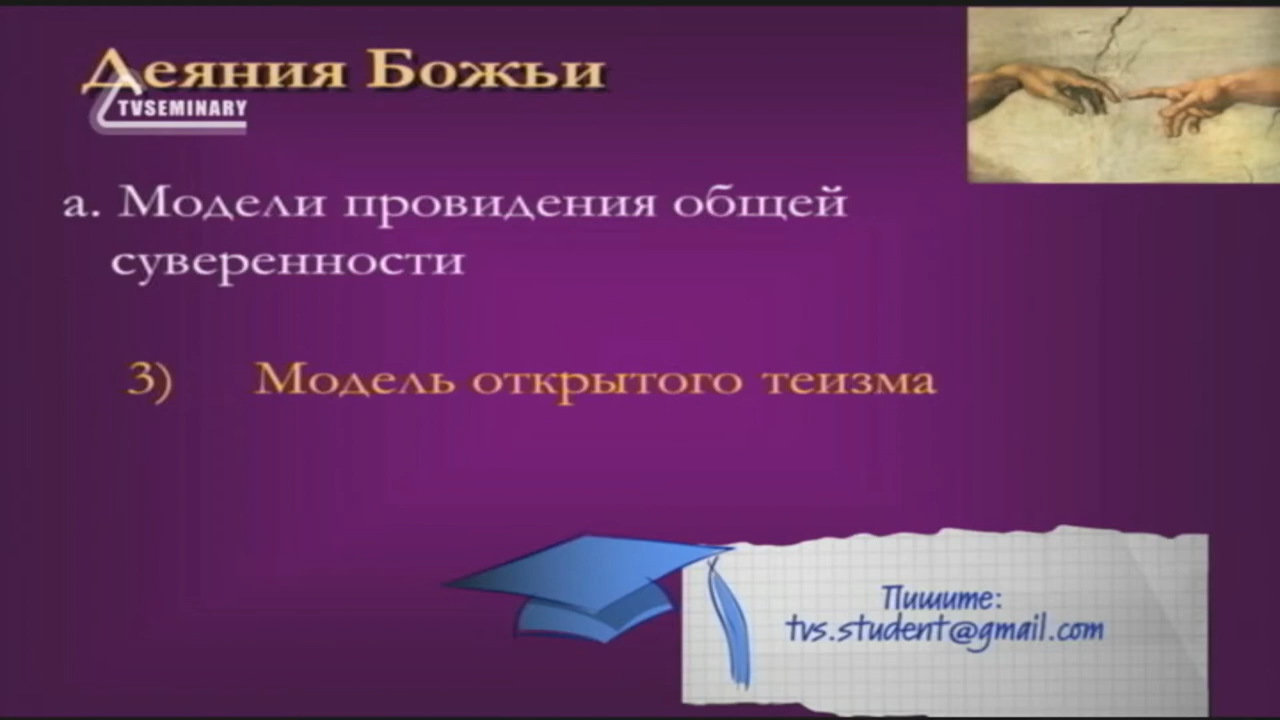 Деяния Божьи
TVSEMINARY
а. Модели провидения общей
суверенности
3) Модель открытого теизма
Пишите:
tvs.student@gmail.com